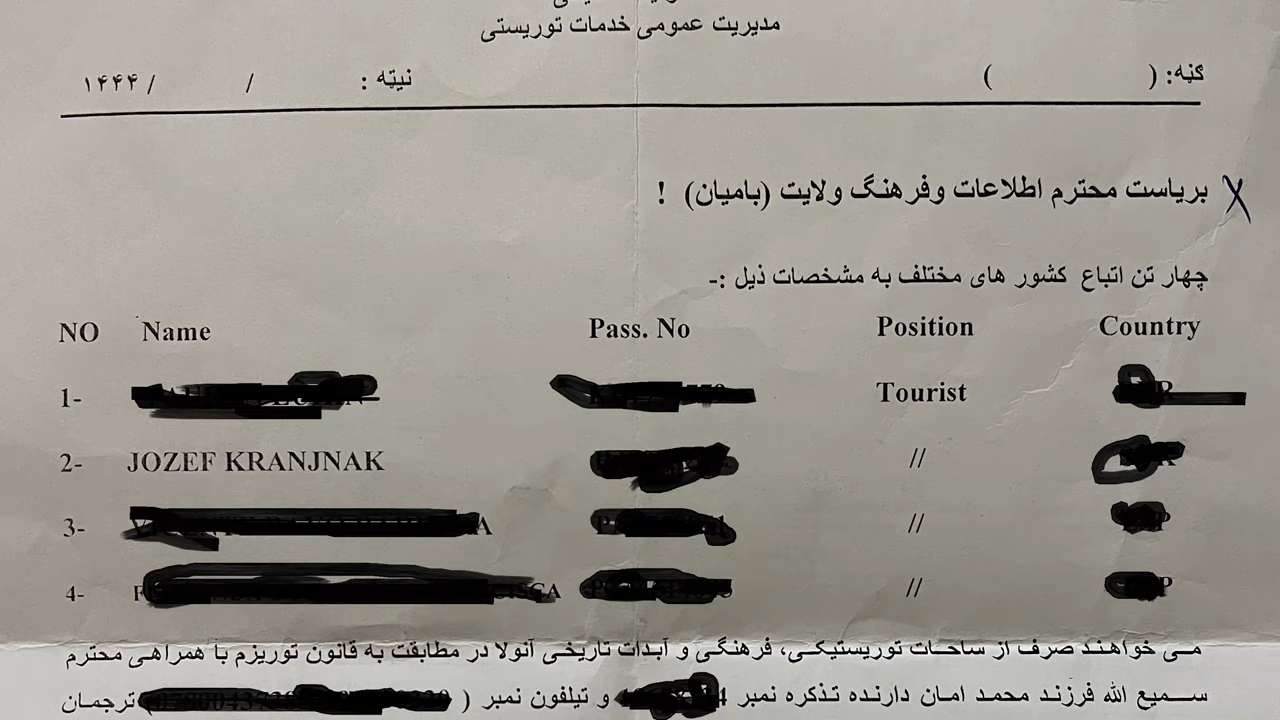 مدیریت عمومی خدمات توریستی
ګڼه: ( ) نیټه : / / ۱۴۴۴
بریاست محترم اطلاعات وفرهنگ ولایت (بامیان) !
چهار تن اتباع کشور های مختلف به مشخصات ذیل :-
NO Name Pass. No Position Country
1- Tourist
2- JOZEF KRANJNAK //
3- //
4- //
می خواهند صرف از ساحات توریستیکی، فرهنگی و آبدات تاریخی آنولا در مطابقت به قانون توریزم با همراهی محترم
سمیع الله فرزند محمد امان دارنده تذکره نمبر و تیلفون نمبر ( ) ترجمان